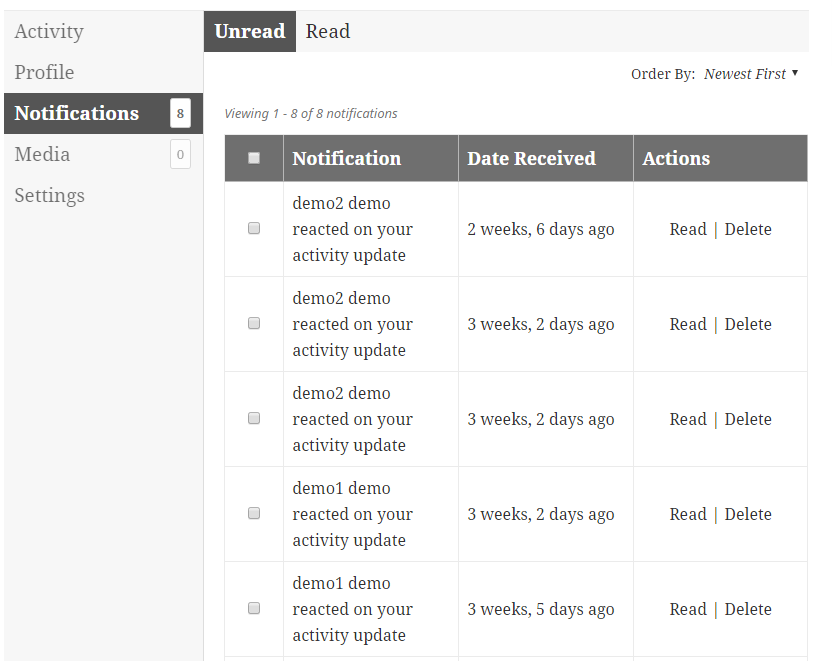 Activity
Profile
Notifications 8
Media 0
Settings
Unread Read
Order By: Newest First ▼
Viewing 1 - 8 of 8 notifications
Notification Date Received Actions
demo2 demo
reacted on your
activity update
2 weeks, 6 days ago
Read | Delete
demo2 demo
reacted on your
activity update
3 weeks, 2 days ago
Read | Delete
demo2 demo
reacted on your
activity update
3 weeks, 2 days ago
Read | Delete
demo1 demo
reacted on your
activity update
3 weeks, 2 days ago
Read | Delete
demo1 demo
reacted on your
activity update
3 weeks, 5 days ago
Read | Delete